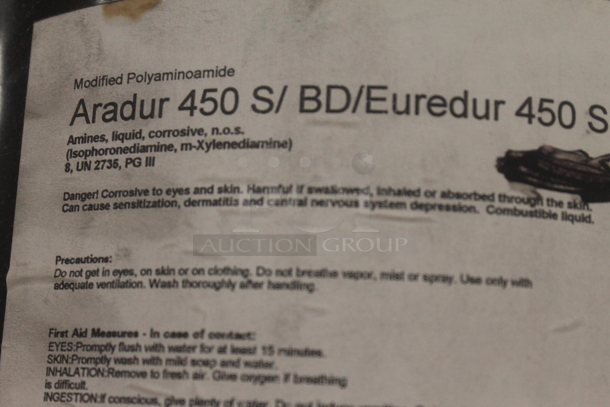 Modified Polyaminoamide
Aradur 450 S/ BD/Euredur 450 S
Amines, liquid, corrosive, n.o.s.
(Isophoronediamine, m-Xylenediamine)
8, UN 2735, PG III
Danger! Corrosive to eyes and skin. Harmful if swallowed, inhaled or absorbed through the skin.
Can cause sensitization, dermatitis and central nervous system depression. Combustible liquid.
AUCTION GROUP
Precautions:
Do not get in eyes, on skin or on clothing. Do not breathe vapor, mist or spray. Use only with
adequate ventilation. Wash thoroughly after handling.
First Aid Measures - In case of contact:
EYES:Promptly flush with water for at least 15 minutes.
SKIN:Promptly wash with mild soap and water.
INHALATION:Remove to fresh air. Give oxygen if breathing
is difficult.
INGESTION:If conscious, give plenty of water. Do not